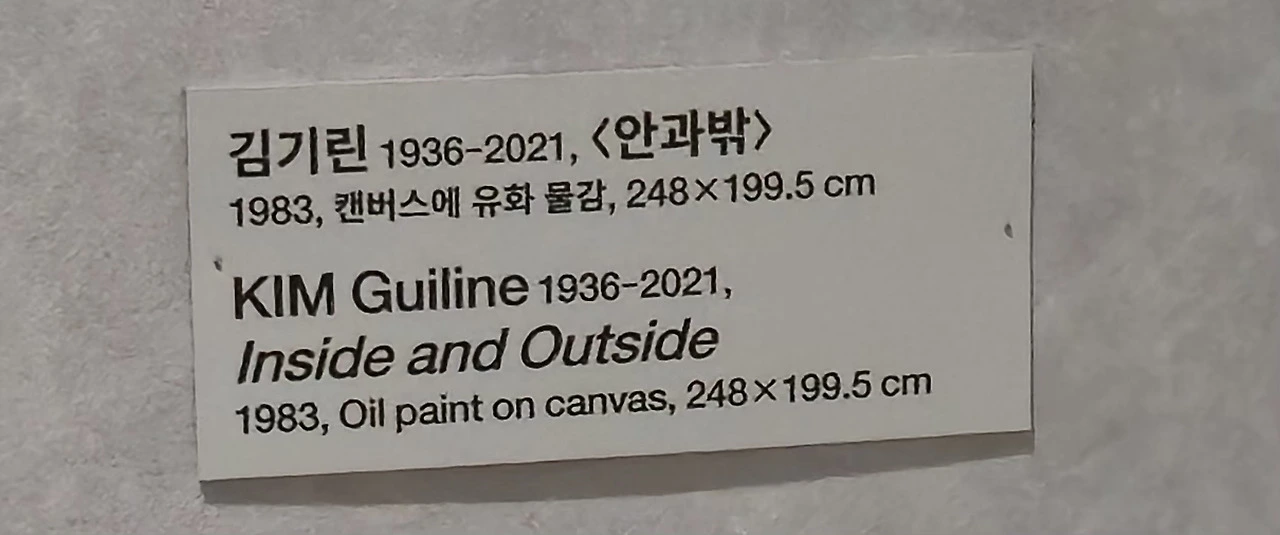 김기린 1936-2021, 〈안과밖〉
1983, 캔버스에 유화 물감, 248×199.5 cm
KIM Guiline 1936-2021,
Inside and Outside
1983, Oil paint on canvas, 248×199.5 cm